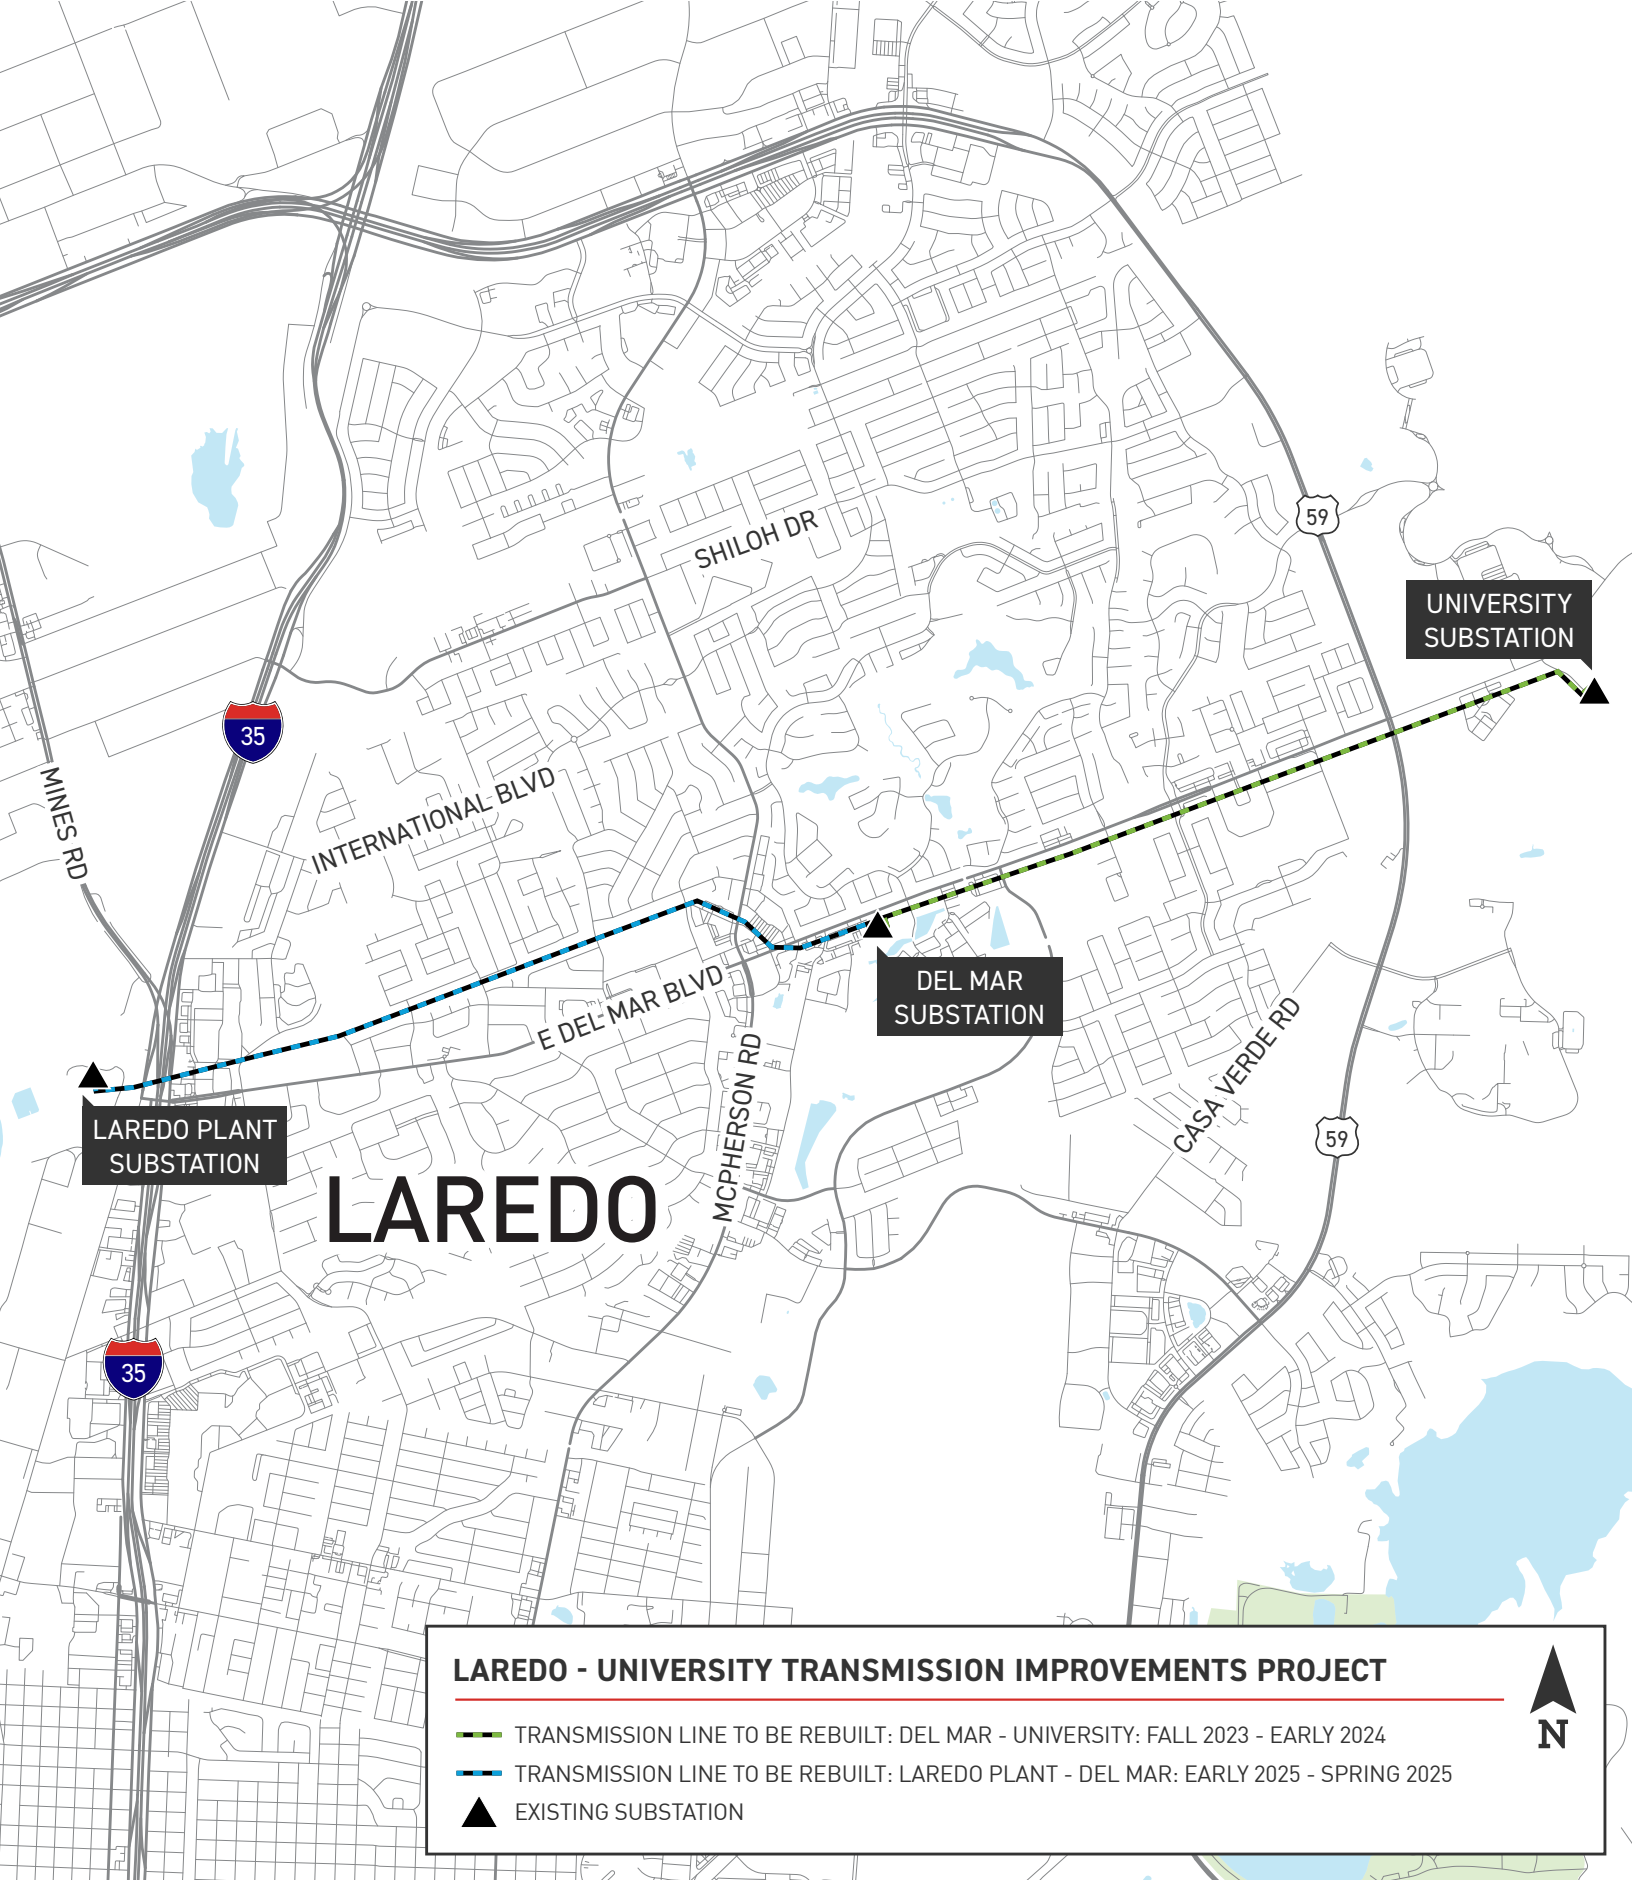 SHILOH DR
59
UNIVERSITY
SUBSTATION
35
MINES RD
INTERNATIONAL BLVD
E DEL MAR BLVD
DEL MAR
SUBSTATION
MCPHERSON RD
CASA VERDE RD
59
LAREDO PLANT
SUBSTATION
LAREDO
35
LAREDO - UNIVERSITY TRANSMISSION IMPROVEMENTS PROJECT
TRANSMISSION LINE TO BE REBUILT: DEL MAR - UNIVERSITY: FALL 2023 - EARLY 2024
TRANSMISSION LINE TO BE REBUILT: LAREDO PLANT - DEL MAR: EARLY 2025 - SPRING 2025
EXISTING SUBSTATION
N